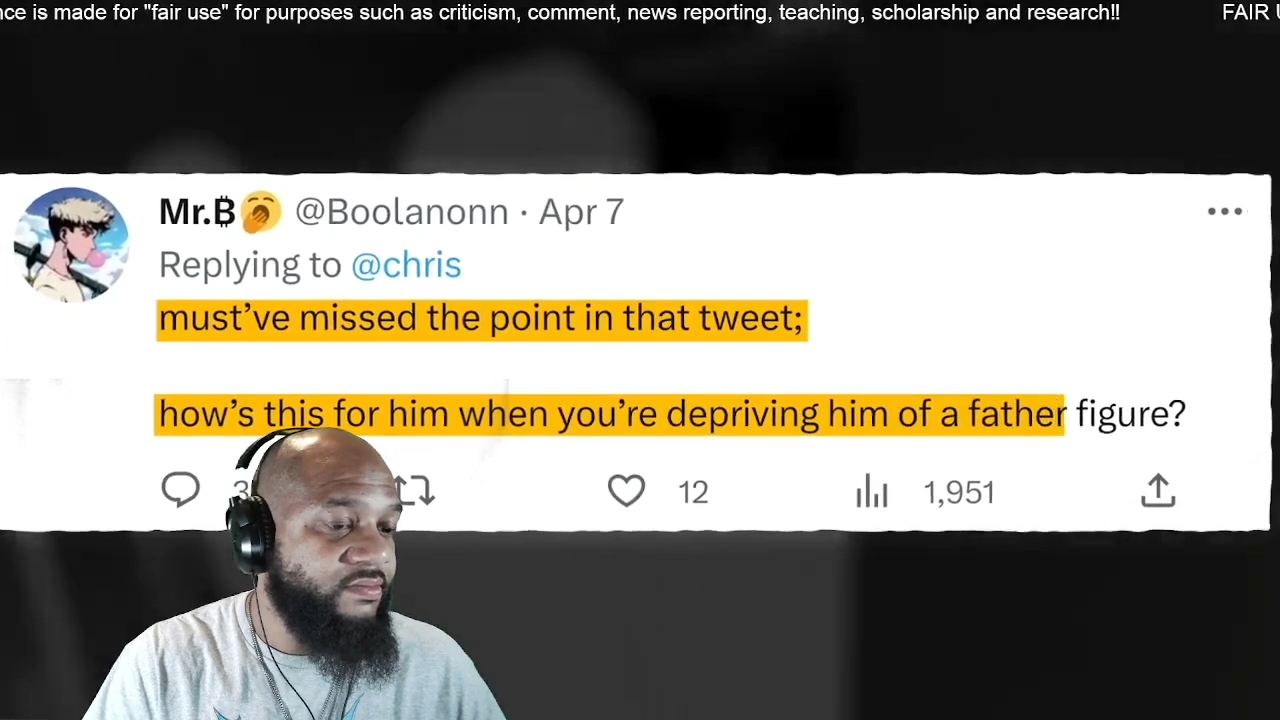 nce is made for "fair use" for purposes such as criticism, comment, news reporting, teaching, scholarship and research!! FAIR U
Mr.₿🥱 @Boolanonn · Apr 7
Replying to @chris
must've missed the point in that tweet;
how's this for him when you're depriving him of a father figure?
3 12 1,951